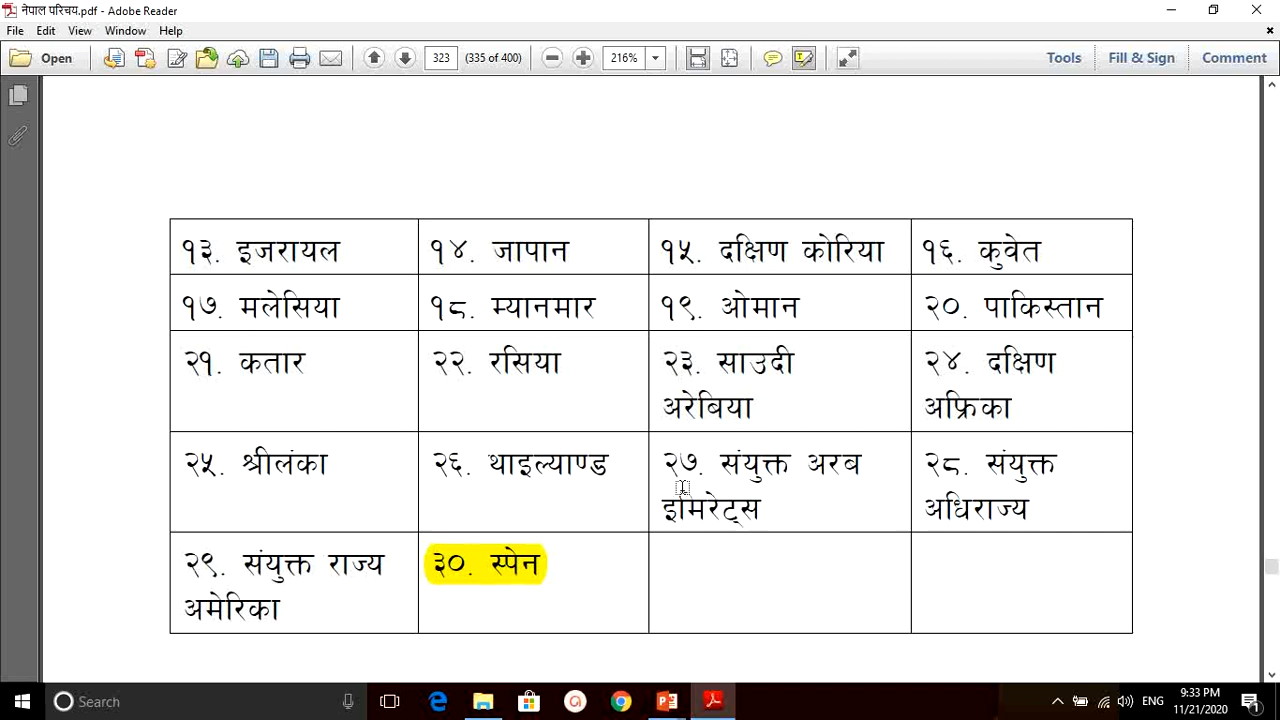 नेपाल परिचय.pdf - Adobe Reader
File Edit View Window Help
Open 323 (335 of 400) 216% Tools Fill & Sign Comment
१३. इजरायल १४. जापान १५. दक्षिण कोरिया १६. कुवेत
१७. मलेसिया १८. म्यानमार १९. ओमान २०. पाकिस्तान
२१. कतार २२. रसिया २३. साउदी २४. दक्षिण
अरेबिया अफ्रिका
२५. श्रीलंका २६. थाइल्याण्ड २७. संयुक्त अरब २८. संयुक्त
इमिरेट्स अधिराज्य
२९. संयुक्त राज्य ३०. स्पेन
अमेरिका
Search ENG 9:33 PM
11/21/2020